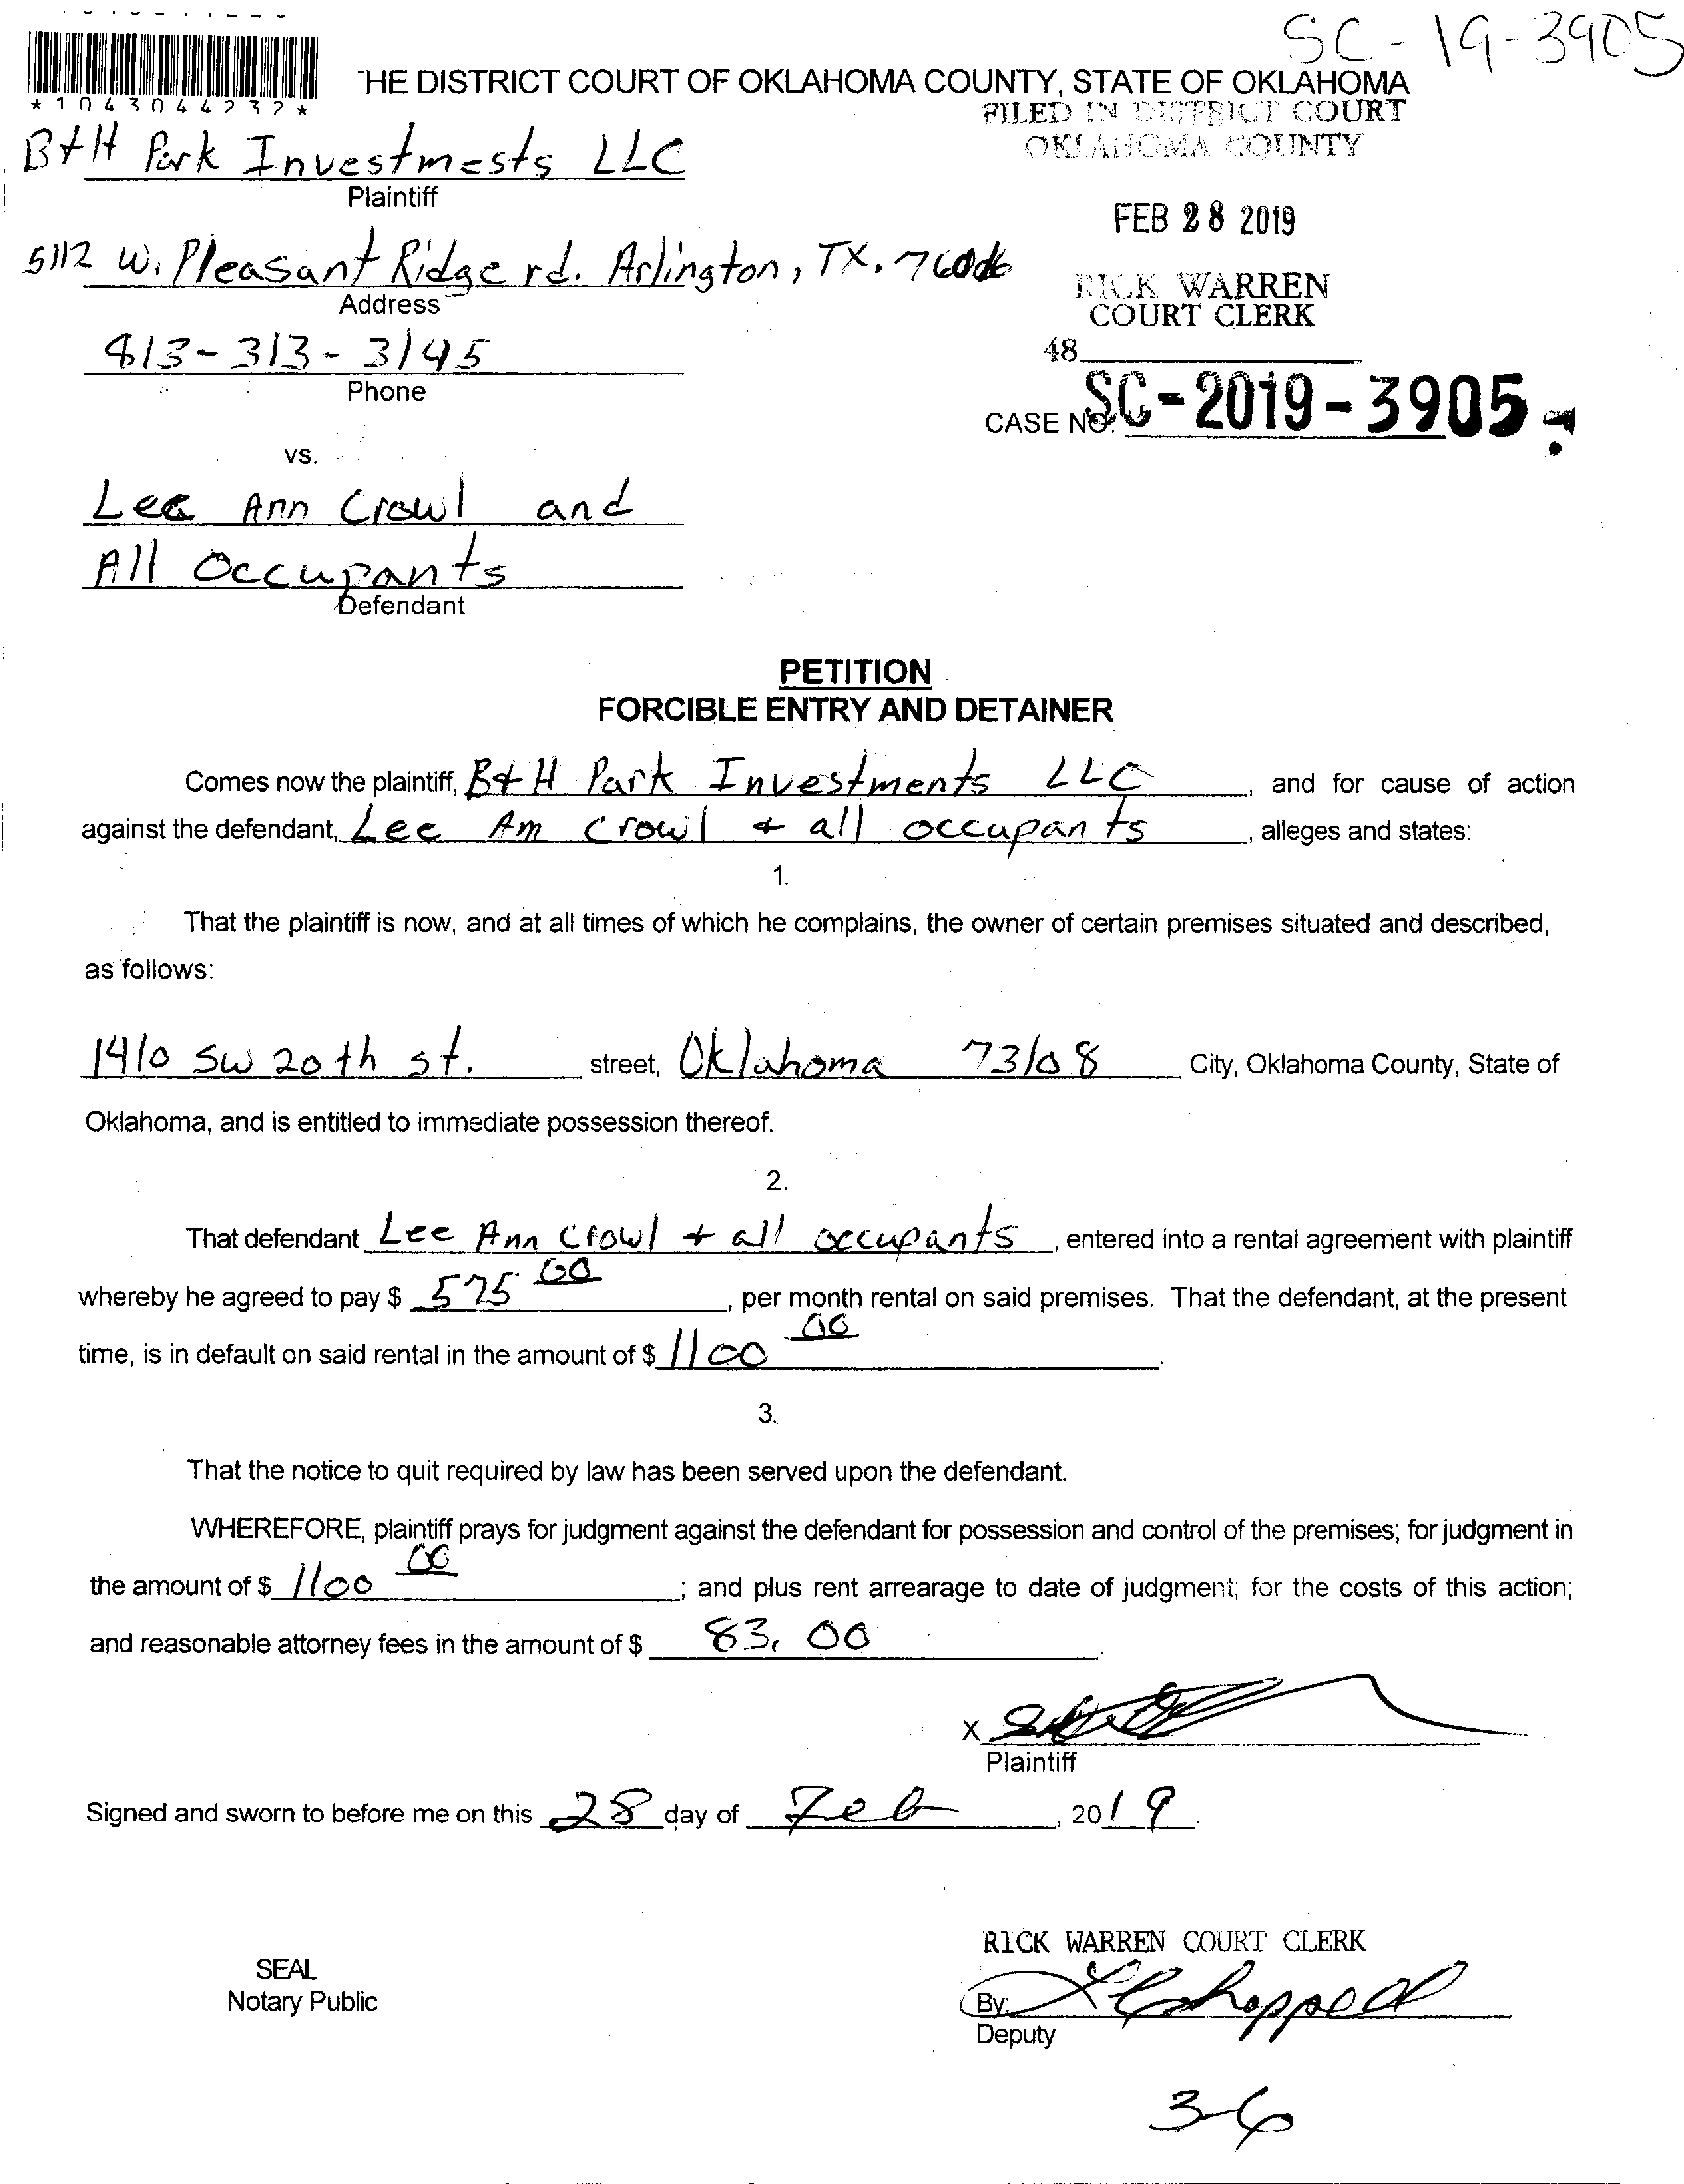 SC-19-3905
*1043044232*
THE DISTRICT COURT OF OKLAHOMA COUNTY, STATE OF OKLAHOMA
FILED IN DISTRICT COURT
OKLAHOMA COUNTY
B+H Park Investmests LLC
Plaintiff
FEB 28 2019
5112 W. Pleasant Ridge rd. Arlington, TX.
Address
RICK WARREN
COURT CLERK
813-313-3145
48
Phone
CASE NO. SC-2019-3905-
vs.
Lee Ann Crowl and
All Occupants
Defendant
PETITION
FORCIBLE ENTRY AND DETAINER
Comes now the plaintiff, B+H Park Investments LLC, and for cause of action
against the defendant, Lee Ann Crowl + all occupants, alleges and states:
1.
That the plaintiff is now, and at all times of which he complains, the owner of certain premises situated and described,
as follows:
1410 SW 20th st. street, Oklahoma 73108 City, Oklahoma County, State of
Oklahoma, and is entitled to immediate possession thereof.
2.
That defendant Lee Ann Crowl + all occupants, entered into a rental agreement with plaintiff
whereby he agreed to pay $ 575 00, per month rental on said premises. That the defendant, at the present
time, is in default on said rental in the amount of $ 1100 00.
3.
That the notice to quit required by law has been served upon the defendant.
WHEREFORE, plaintiff prays for judgment against the defendant for possession and control of the premises; for judgment in
the amount of $ 1100 00; and plus rent arrearage to date of judgment; for the costs of this action;
and reasonable attorney fees in the amount of $ 83.00.
X
Plaintiff
Signed and sworn to before me on this 28 day of Feb, 2019.
RICK WARREN COURT CLERK
SEAL
Notary Public
By:
Deputy
3-6